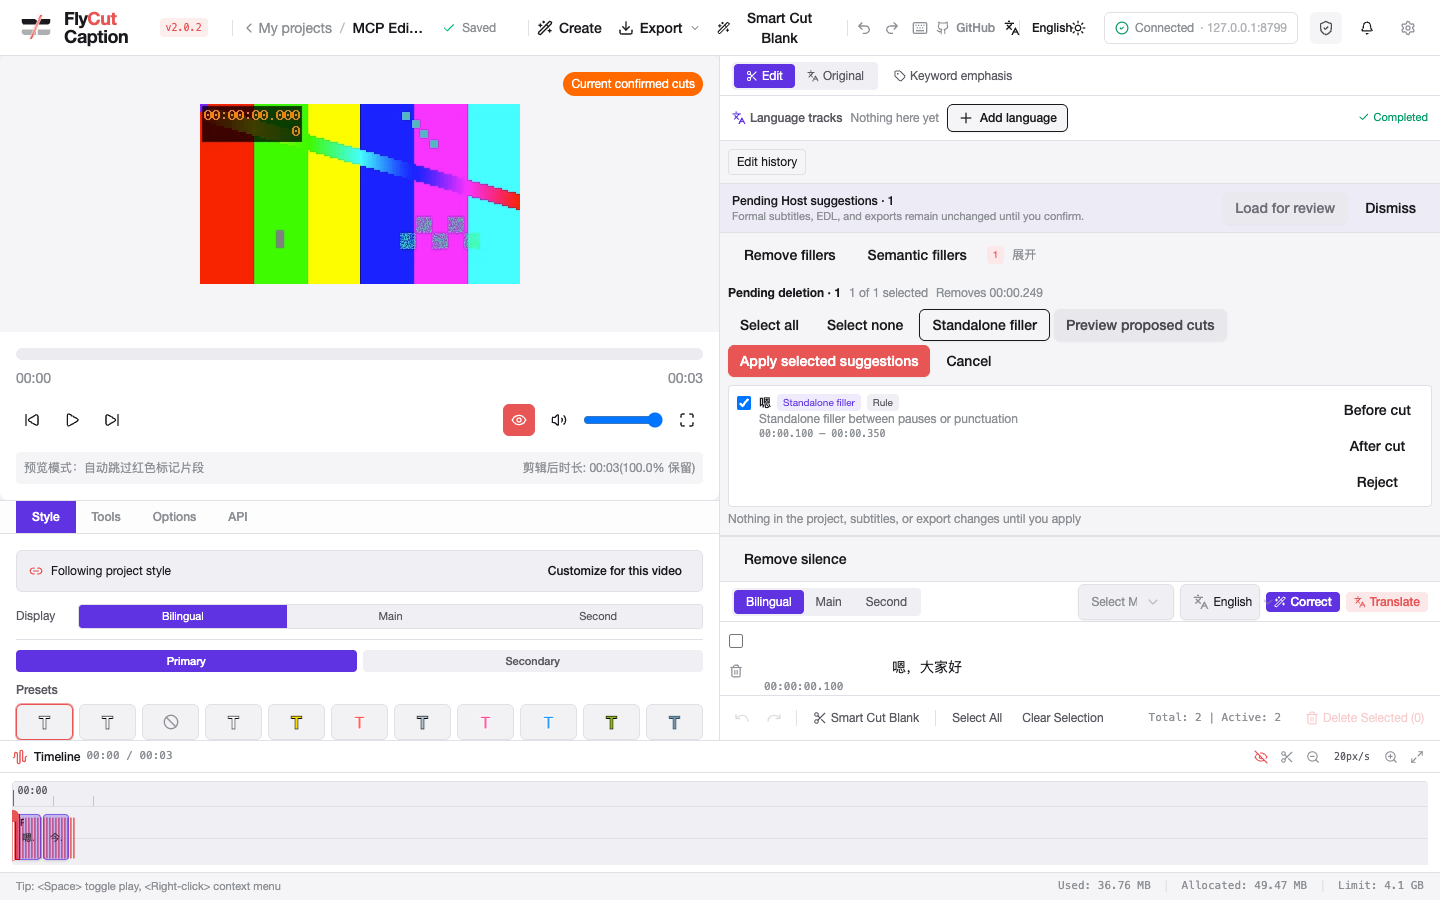 FlyCut Caption
v2.0.2
My projects / MCP Edi...
Saved
Create
Export
Smart Cut Blank
GitHub
English
Connected · 127.0.0.1:8799
Current confirmed cuts
00:00:00.000
0
00:00
00:03
预览模式：自动跳过红色标记片段
剪辑后时长: 00:03(100.0% 保留)
Style
Tools
Options
API
Following project style
Customize for this video
Display
Bilingual
Main
Second
Primary
Secondary
Presets
Edit
Original
Keyword emphasis
Language tracks
Nothing here yet
Add language
Completed
Edit history
Pending Host suggestions · 1
Formal subtitles, EDL, and exports remain unchanged until you confirm.
Load for review
Dismiss
Remove fillers
Semantic fillers
1
展开
Pending deletion · 1
1 of 1 selected
Removes 00:00.249
Select all
Select none
Standalone filler
Preview proposed cuts
Apply selected suggestions
Cancel
嗯
Standalone filler
Rule
Standalone filler between pauses or punctuation
00:00.100 — 00:00.350
Before cut
After cut
Reject
Nothing in the project, subtitles, or export changes until you apply
Remove silence
Bilingual
Main
Second
Select M
English
Correct
Translate
嗯，大家好
00:00:00.100
Smart Cut Blank
Select All
Clear Selection
Total: 2 | Active: 2
Delete Selected (0)
Timeline
00:00 / 00:03
20px/s
00:00
嗯
今
Tip: <Space> toggle play, <Right-click> context menu
Used: 36.76 MB
Allocated: 49.47 MB
Limit: 4.1 GB